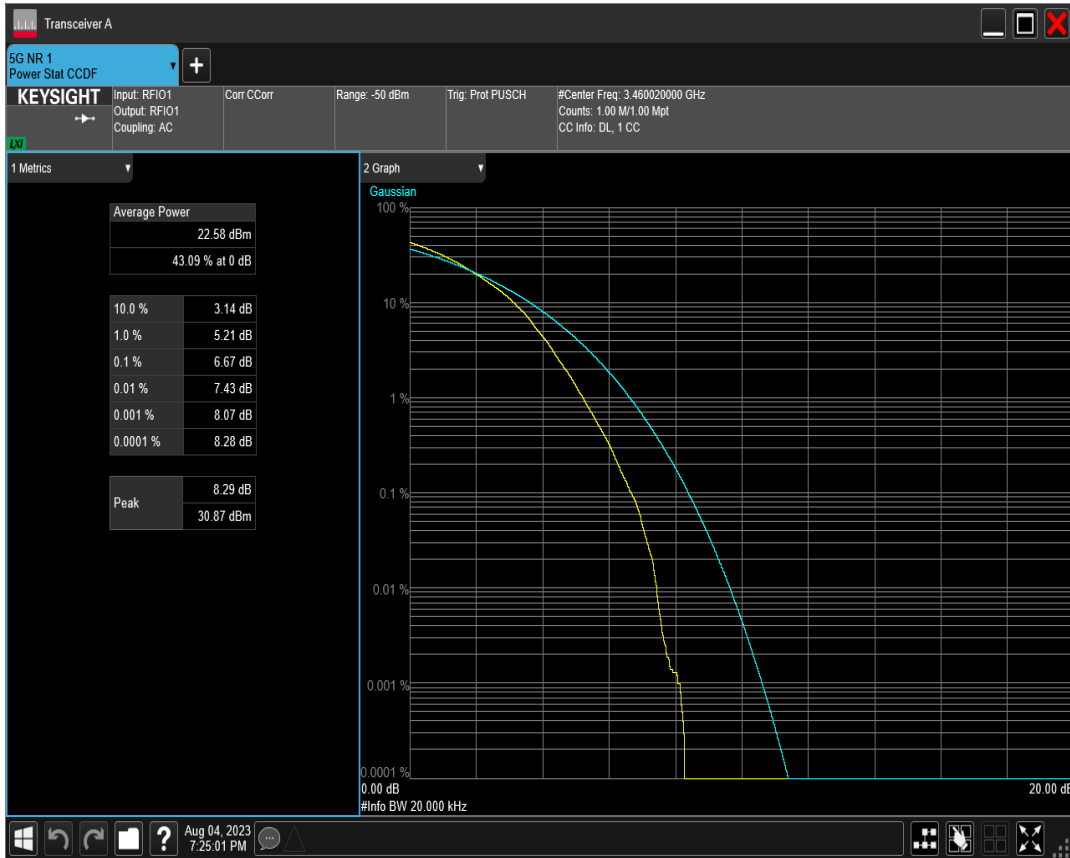 Transceiver A
5G NR 1
Power Stat CCDF
+
KEYSIGHT
LXI
Input: RFIO1
Output: RFIO1
Coupling: AC
Corr CCorr
Range: -50 dBm
Trig: Prot PUSCH
#Center Freq: 3.460020000 GHz
Counts: 1.00 M/1.00 Mpt
CC Info: DL, 1 CC
1 Metrics
Average Power
22.58 dBm
43.09 % at 0 dB
10.0 % 3.14 dB
1.0 % 5.21 dB
0.1 % 6.67 dB
0.01 % 7.43 dB
0.001 % 8.07 dB
0.0001 % 8.28 dB
Peak 8.29 dB
30.87 dBm
2 Graph
Gaussian
100 %
10 %
1 %
0.1 %
0.01 %
0.001 %
0.0001 %
0.00 dB 20.00 dB
#Info BW 20.000 kHz
? Aug 04, 2023
7:25:01 PM